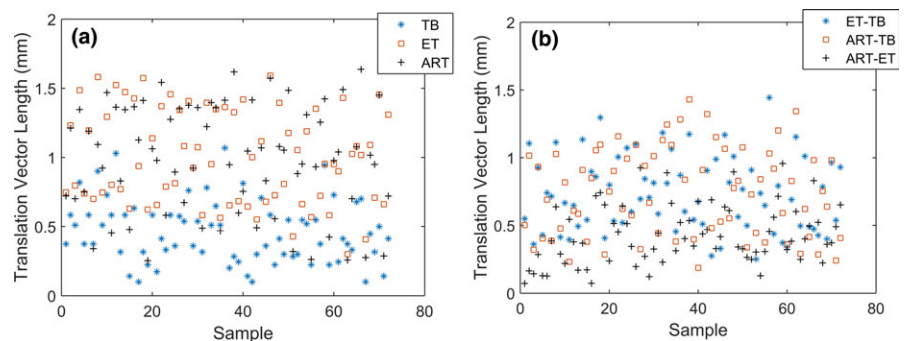 (a)
TB
ET
ART
Translation Vector Length (mm)
2
1.5
1
0.5
0
0 20 40 60 80
Sample
(b)
ET-TB
ART-TB
ART-ET
Translation Vector Length (mm)
2
1.5
1
0.5
0
0 20 40 60 80
Sample